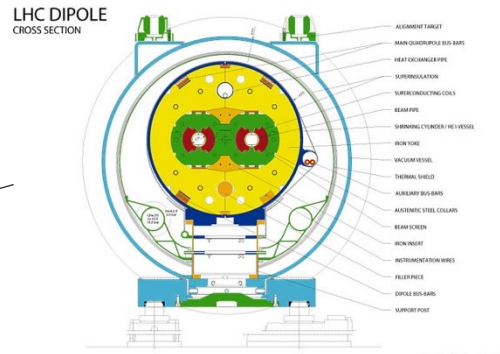 LHC DIPOLE
CROSS SECTION
ALIGNMENT TARGET
MAIN QUADRUPOLE BUS-BARS
HEAT EXCHANGER PIPE
SUPERINSULATION
SUPERCONDUCTING COILS
BEAM PIPE
SHRINKING CYLINDER / HE I-VESSEL
IRON YOKE
VACUUM VESSEL
THERMAL SHIELD
AUXILIARY BUS-BARS
AUSTENITIC STEEL COLLARS
BEAM SCREEN
IRON INSERT
INSTRUMENTATION WIRES
FILLER PIECE
DIPOLE BUS-BARS
SUPPORT POST